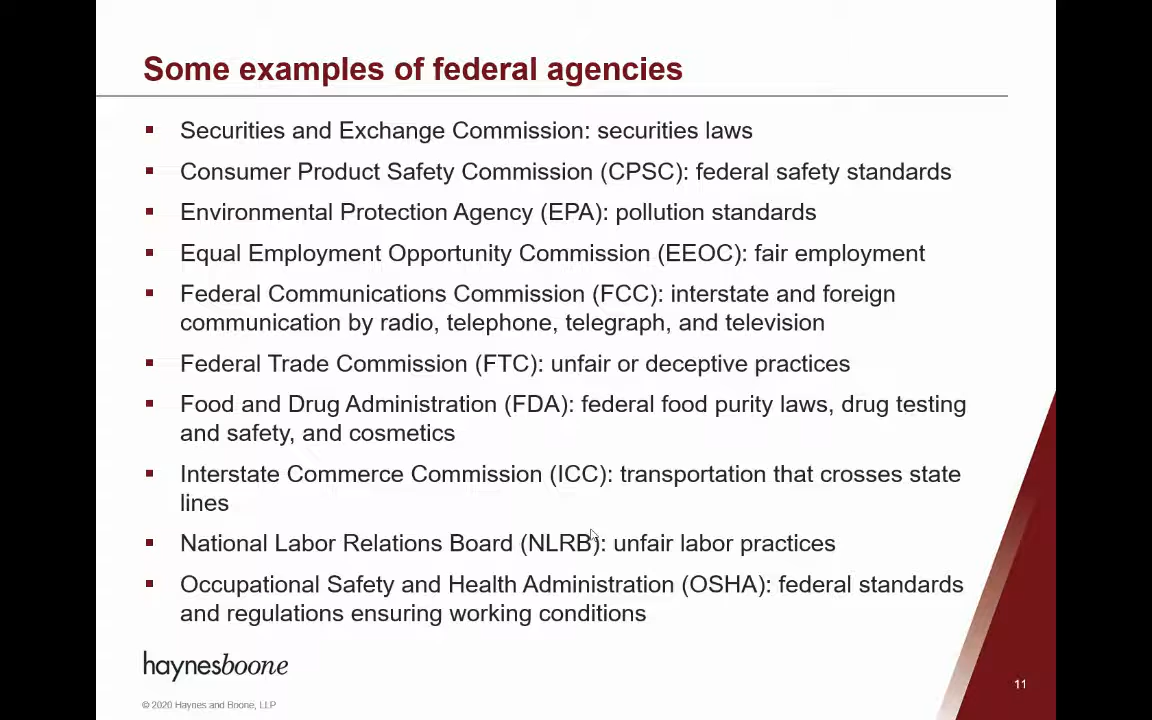 Some examples of federal agencies
Securities and Exchange Commission: securities laws
Consumer Product Safety Commission (CPSC): federal safety standards
Environmental Protection Agency (EPA): pollution standards
Equal Employment Opportunity Commission (EEOC): fair employment
Federal Communications Commission (FCC): interstate and foreign
communication by radio, telephone, telegraph, and television
Federal Trade Commission (FTC): unfair or deceptive practices
Food and Drug Administration (FDA): federal food purity laws, drug testing
and safety, and cosmetics
Interstate Commerce Commission (ICC): transportation that crosses state
lines
National Labor Relations Board (NLRB): unfair labor practices
Occupational Safety and Health Administration (OSHA): federal standards
and regulations ensuring working conditions
haynesboone
11
© 2020 Haynes and Boone, LLP